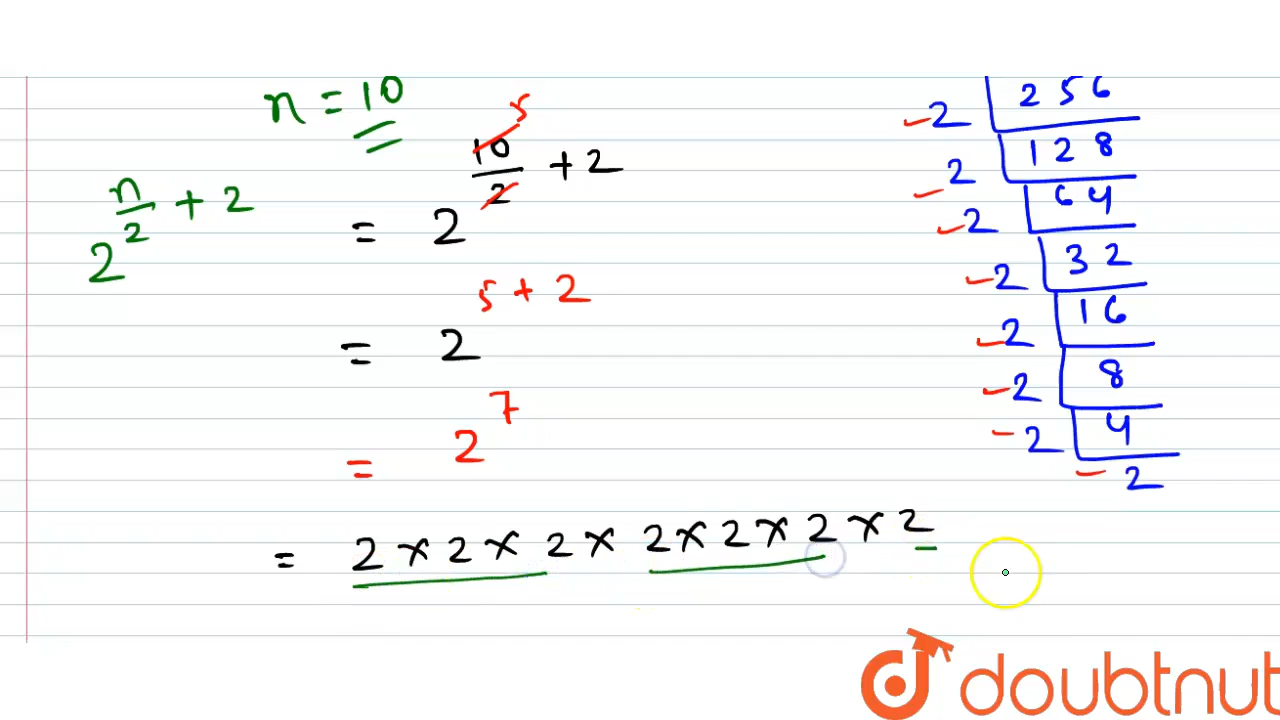 n = 10
2^(n/2 + 2)
= 2^(10/2 + 2)
5
= 2^(5 + 2)
= 2^7
= 2 × 2 × 2 × 2 × 2 × 2 × 2
2 | 256
2 | 128
2 | 64
2 | 32
2 | 16
2 | 8
2 | 4
2
doubtnut